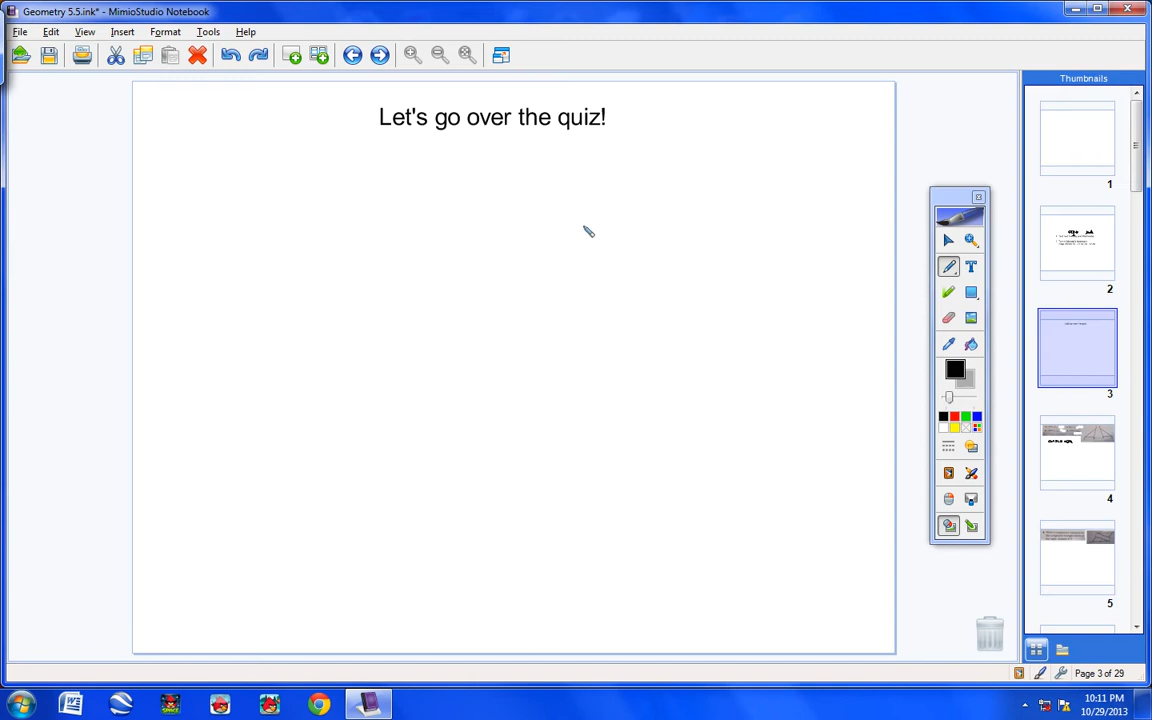 Geometry 5.5.ink* - MimioStudio Notebook
File Edit View Insert Format Tools Help
Let's go over the quiz!
Thumbnails
1
2
3
4
5
T
Page 3 of 29
10:11 PM
10/29/2013